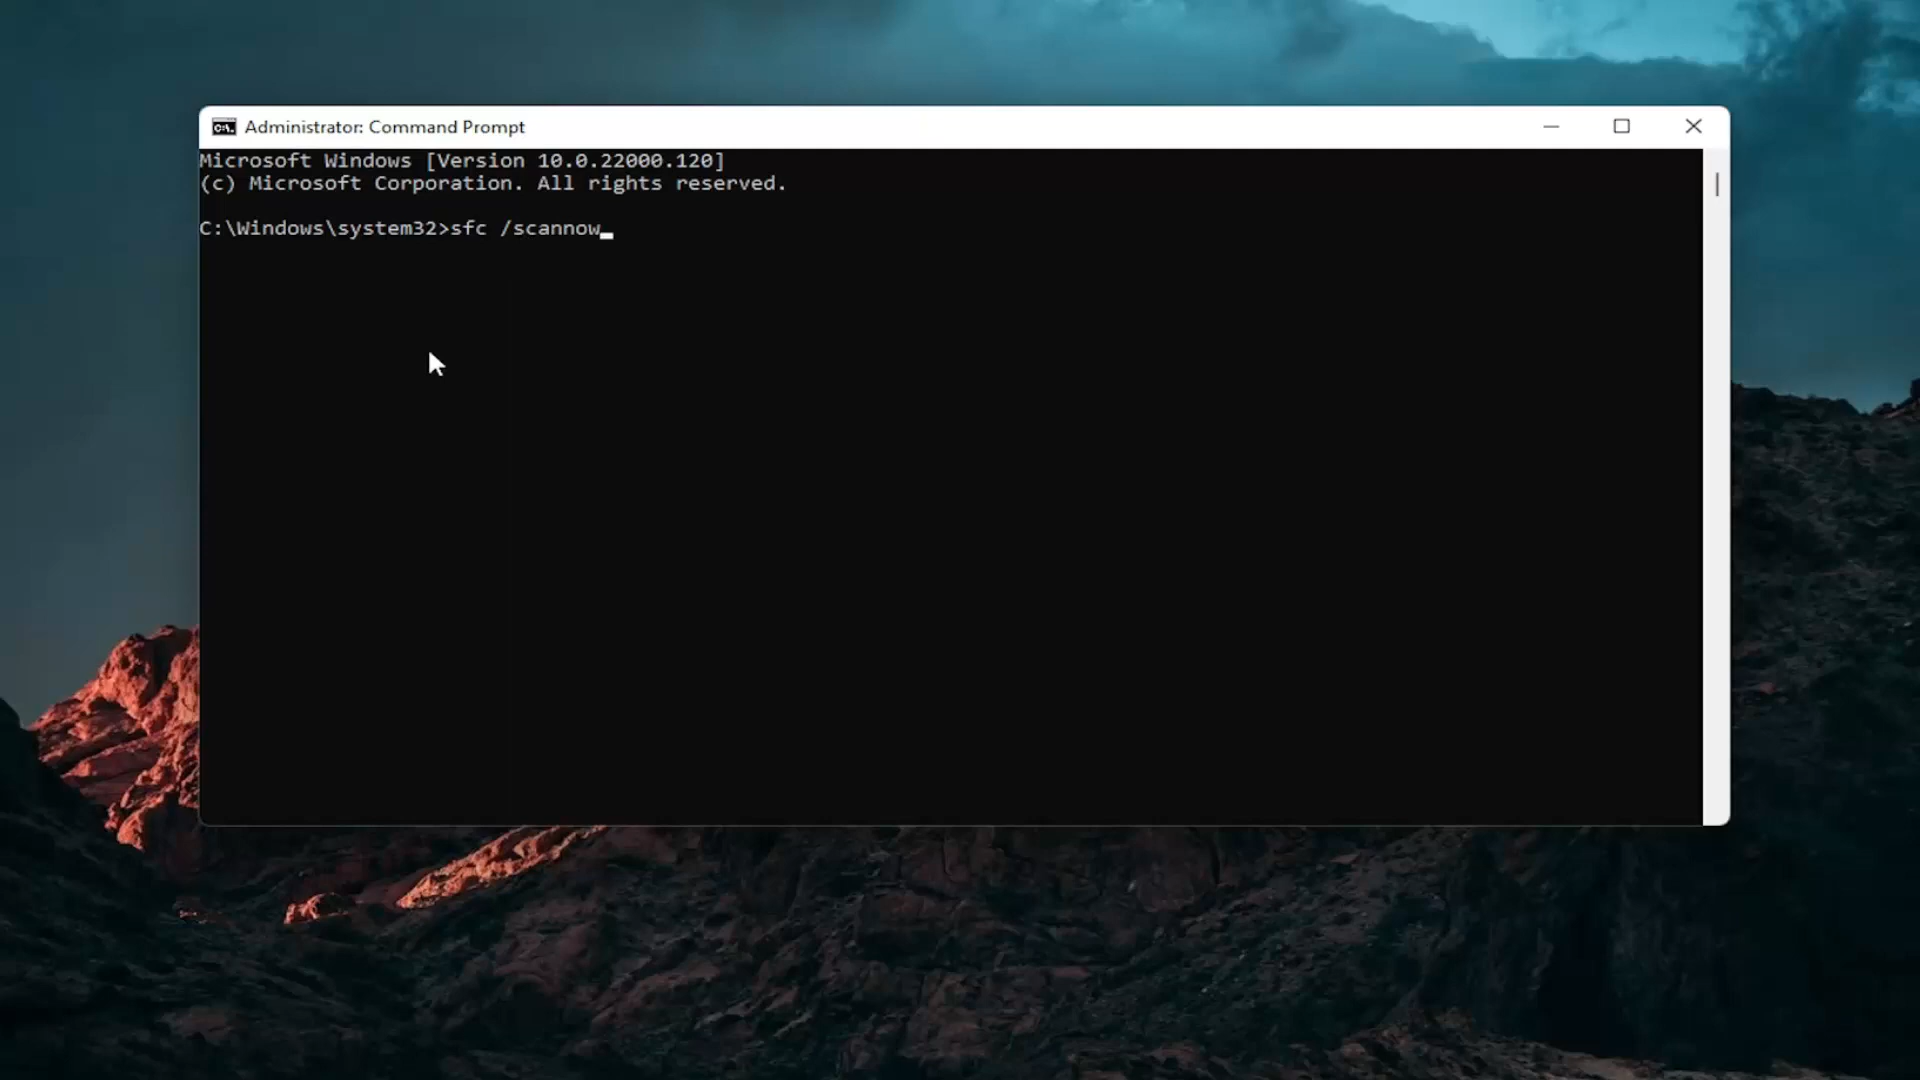 Administrator: Command Prompt
Microsoft Windows [Version 10.0.22000.120]
(c) Microsoft Corporation. All rights reserved.
C:\Windows\system32>sfc /scannow